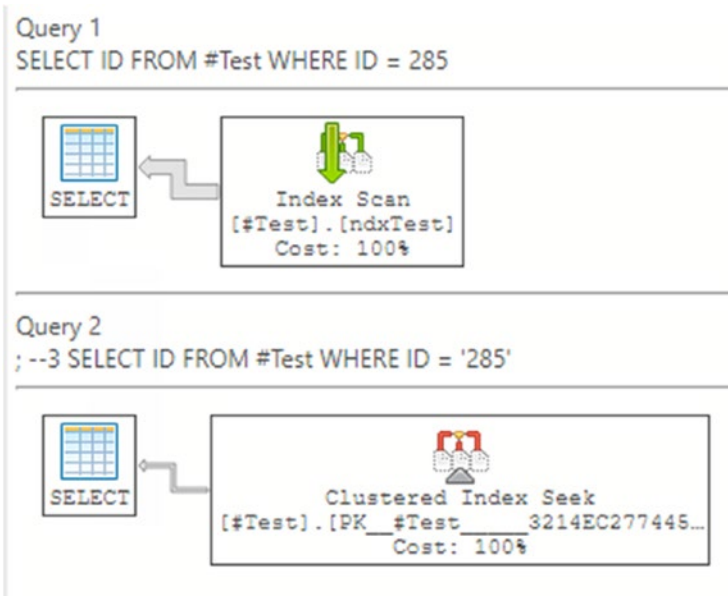 Query 1
SELECT ID FROM #Test WHERE ID = 285
SELECT
Index Scan
[#Test].[ndxTest]
Cost: 100%
Query 2
; --3 SELECT ID FROM #Test WHERE ID = '285'
SELECT
Clustered Index Seek
[#Test].[PK__#Test_____3214EC277445…
Cost: 100%